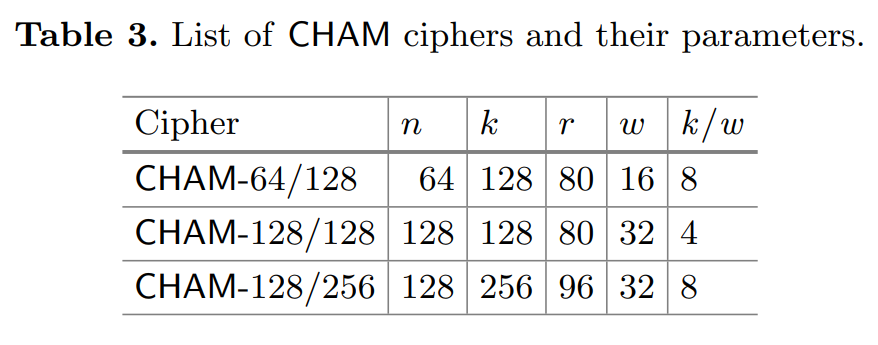 Table 3. List of CHAM ciphers and their parameters.
Cipher n k r w k/w
CHAM-64/128 64 128 80 16 8
CHAM-128/128 128 128 80 32 4
CHAM-128/256 128 256 96 32 8